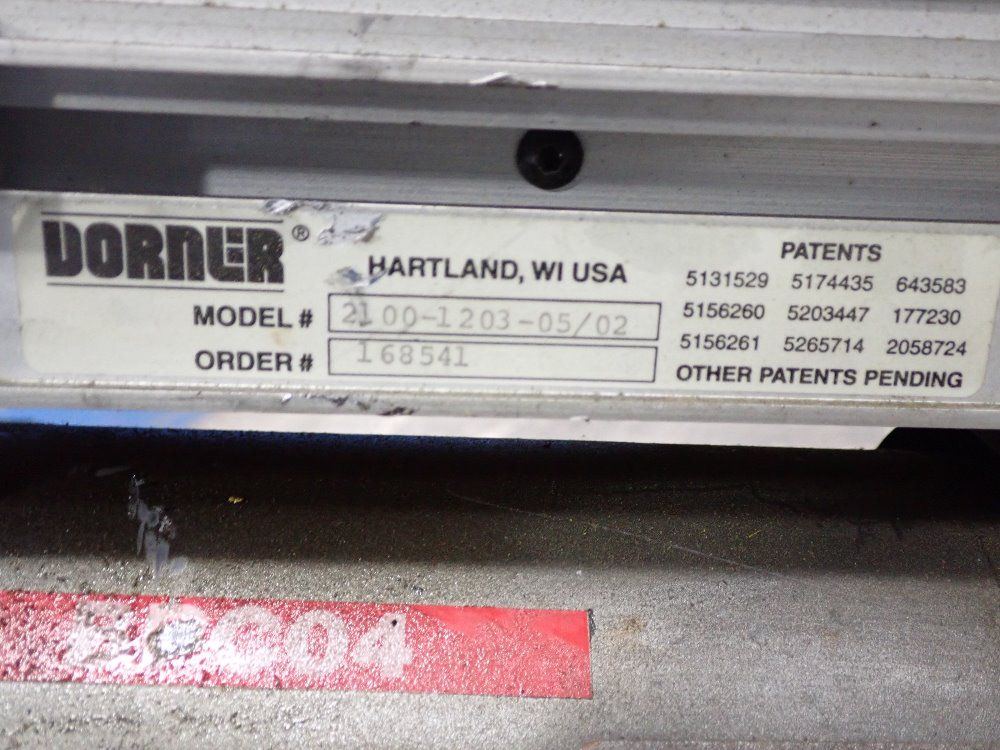 DORNER®
HARTLAND, WI USA
MODEL # 2100-1203-05/02
ORDER # 168541
PATENTS
5131529 5174435 643583
5156260 5203447 177230
5156261 5265714 2058724
OTHER PATENTS PENDING